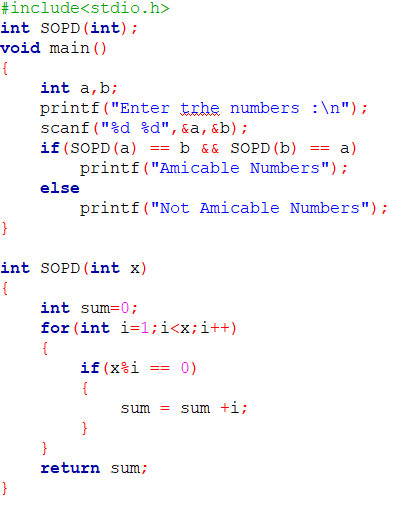 #include<stdio.h>
int SOPD(int);
void main()
{
    int a,b;
    printf("Enter trhe numbers :\n");
    scanf("%d %d",&a,&b);
    if(SOPD(a) == b && SOPD(b) == a)
        printf("Amicable Numbers");
    else
        printf("Not Amicable Numbers");
}

int SOPD(int x)
{
    int sum=0;
    for(int i=1;i<x;i++)
    {
        if(x%i == 0)
        {
            sum = sum +i;
        }
    }
    return sum;
}